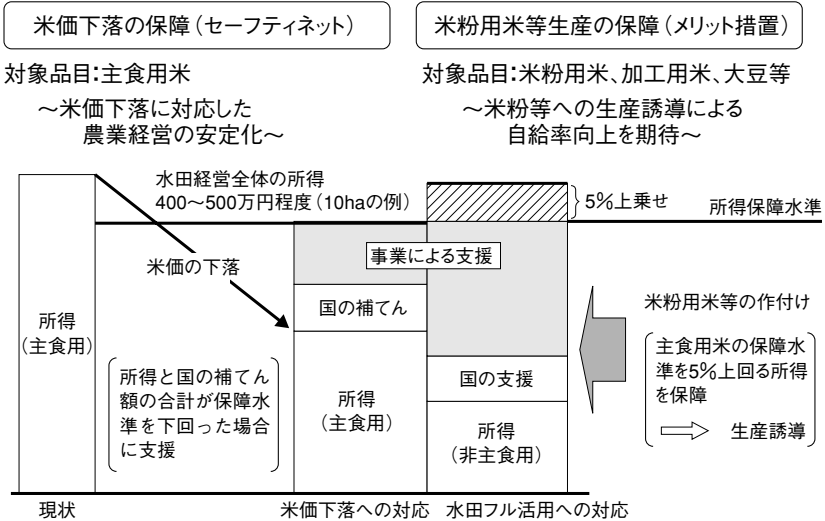 米価下落の保障(セーフティネット)
対象品目:主食用米
~米価下落に対応した
農業経営の安定化~
米粉用米等生産の保障(メリット措置)
対象品目:米粉用米、加工用米、大豆等
~米粉等への生産誘導による
自給率向上を期待~
水田経営全体の所得
400~500万円程度(10haの例)
5%上乗せ
所得保障水準
米価の下落
事業による支援
国の補てん
所得
(主食用)
所得と国の補てん
額の合計が保障水
準を下回った場合
に支援
所得
(主食用)
国の支援
所得
(非主食用)
米粉用米等の作付け
主食用米の保障水
準を5%上回る所得
を保障
生産誘導
現状
米価下落への対応
水田フル活用への対応